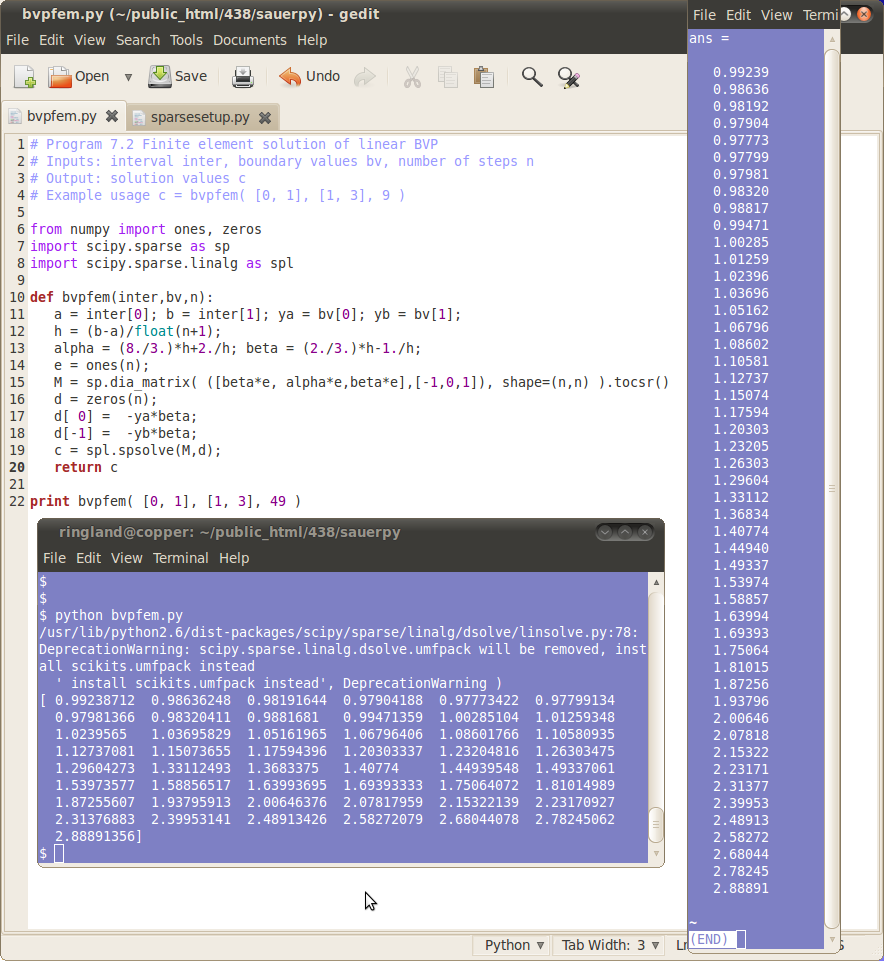 bvpfem.py (~/public_html/438/sauerpy) - gedit
File Edit View Search Tools Documents Help
Open Save Undo
bvpfem.py sparsesetup.py
1 # Program 7.2 Finite element solution of linear BVP
2 # Inputs: interval inter, boundary values bv, number of steps n
3 # Output: solution values c
4 # Example usage c = bvpfem( [0, 1], [1, 3], 9 )
5
6 from numpy import ones, zeros
7 import scipy.sparse as sp
8 import scipy.sparse.linalg as spl
9
10 def bvpfem(inter,bv,n):
11    a = inter[0]; b = inter[1]; ya = bv[0]; yb = bv[1];
12    h = (b-a)/float(n+1);
13    alpha = (8./3.)*h+2./h; beta = (2./3.)*h-1./h;
14    e = ones(n);
15    M = sp.dia_matrix( ([beta*e, alpha*e,beta*e],[-1,0,1]), shape=(n,n) ).tocsr()
16    d = zeros(n);
17    d[ 0] =  -ya*beta;
18    d[-1] =  -yb*beta;
19    c = spl.spsolve(M,d);
20    return c
21
22 print bvpfem( [0, 1], [1, 3], 49 )
ringland@copper: ~/public_html/438/sauerpy
File Edit View Terminal Help
$
$
$ python bvpfem.py
/usr/lib/python2.6/dist-packages/scipy/sparse/linalg/dsolve/linsolve.py:78:
DeprecationWarning: scipy.sparse.linalg.dsolve.umfpack will be removed, inst
all scikits.umfpack instead
  ' install scikits.umfpack instead', DeprecationWarning )
[ 0.99238712  0.98636248  0.98191644  0.97904188  0.97773422  0.97799134
  0.97981366  0.98320411  0.9881681   0.99471359  1.00285104  1.01259348
  1.0239565   1.03695829  1.05161965  1.06796406  1.08601766  1.10580935
  1.12737081  1.15073655  1.17594396  1.20303337  1.23204816  1.26303475
  1.29604273  1.33112493  1.3683375   1.40774     1.44939548  1.49337061
  1.53973577  1.58856517  1.63993695  1.69393333  1.75064072  1.81014989
  1.87255607  1.93795913  2.00646376  2.07817959  2.15322139  2.23170927
  2.31376883  2.39953141  2.48913426  2.58272079  2.68044078  2.78245062
  2.88891356]
$
Python Tab Width: 3
File Edit View Termi
ans =
0.99239
0.98636
0.98192
0.97904
0.97773
0.97799
0.97981
0.98320
0.98817
0.99471
1.00285
1.01259
1.02396
1.03696
1.05162
1.06796
1.08602
1.10581
1.12737
1.15074
1.17594
1.20303
1.23205
1.26303
1.29604
1.33112
1.36834
1.40774
1.44940
1.49337
1.53974
1.58857
1.63994
1.69393
1.75064
1.81015
1.87256
1.93796
2.00646
2.07818
2.15322
2.23171
2.31377
2.39953
2.48913
2.58272
2.68044
2.78245
2.88891
~
(END)